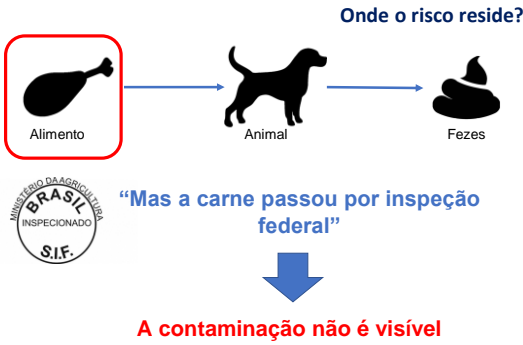 Onde o risco reside?
Alimento
Animal
Fezes
MINISTÉRIO DA AGRICULTURA
BRASIL
INSPECIONADO
S.I.F.
“Mas a carne passou por inspeção
federal”
A contaminação não é visível